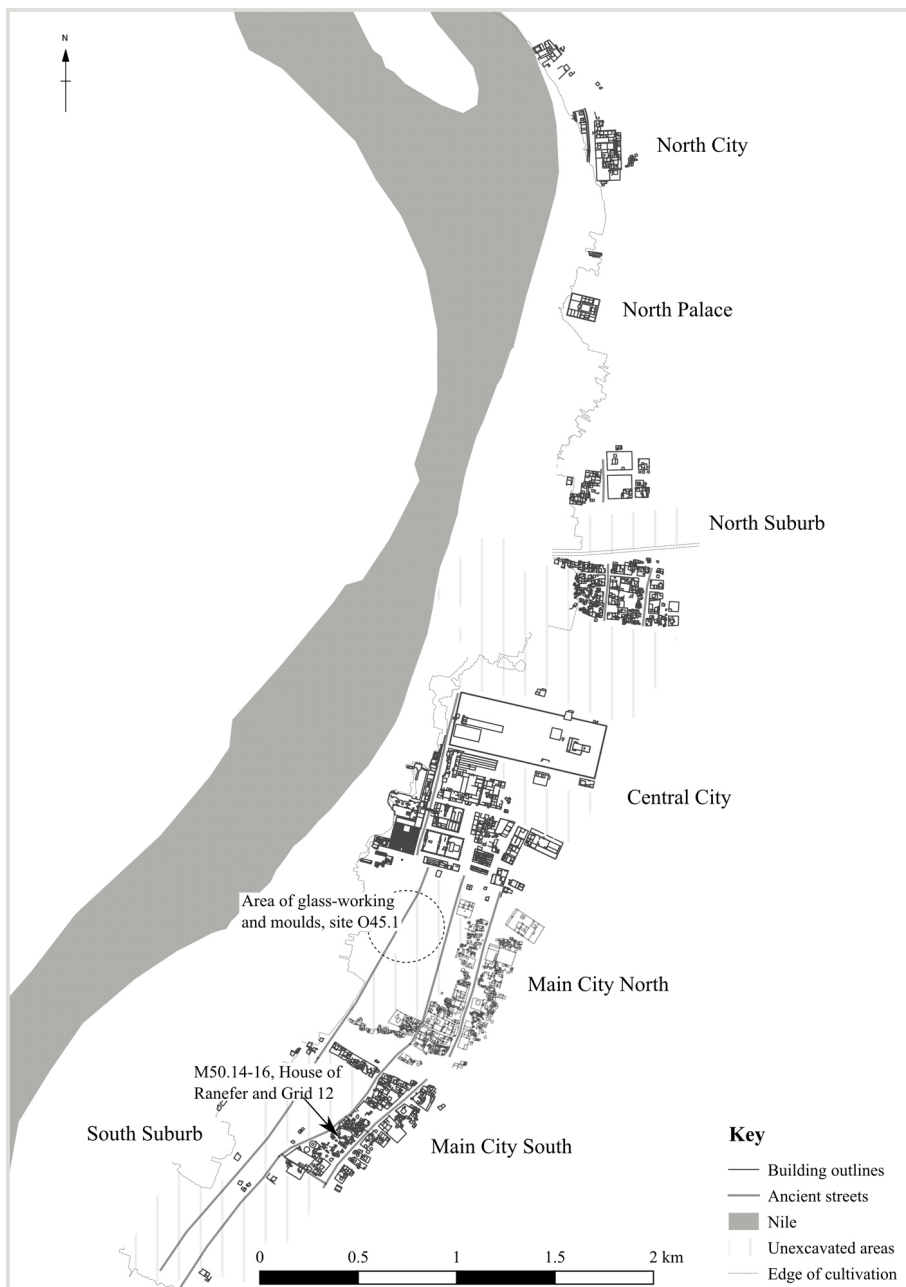 N
North City
North Palace
North Suburb
Central City
Area of glass-working
and moulds, site O45.1
Main City North
M50.14-16, House of
Ranefer and Grid 12
South Suburb
Main City South
Key
Building outlines
Ancient streets
Nile
Unexcavated areas
Edge of cultivation
0 0.5 1 1.5 2 km